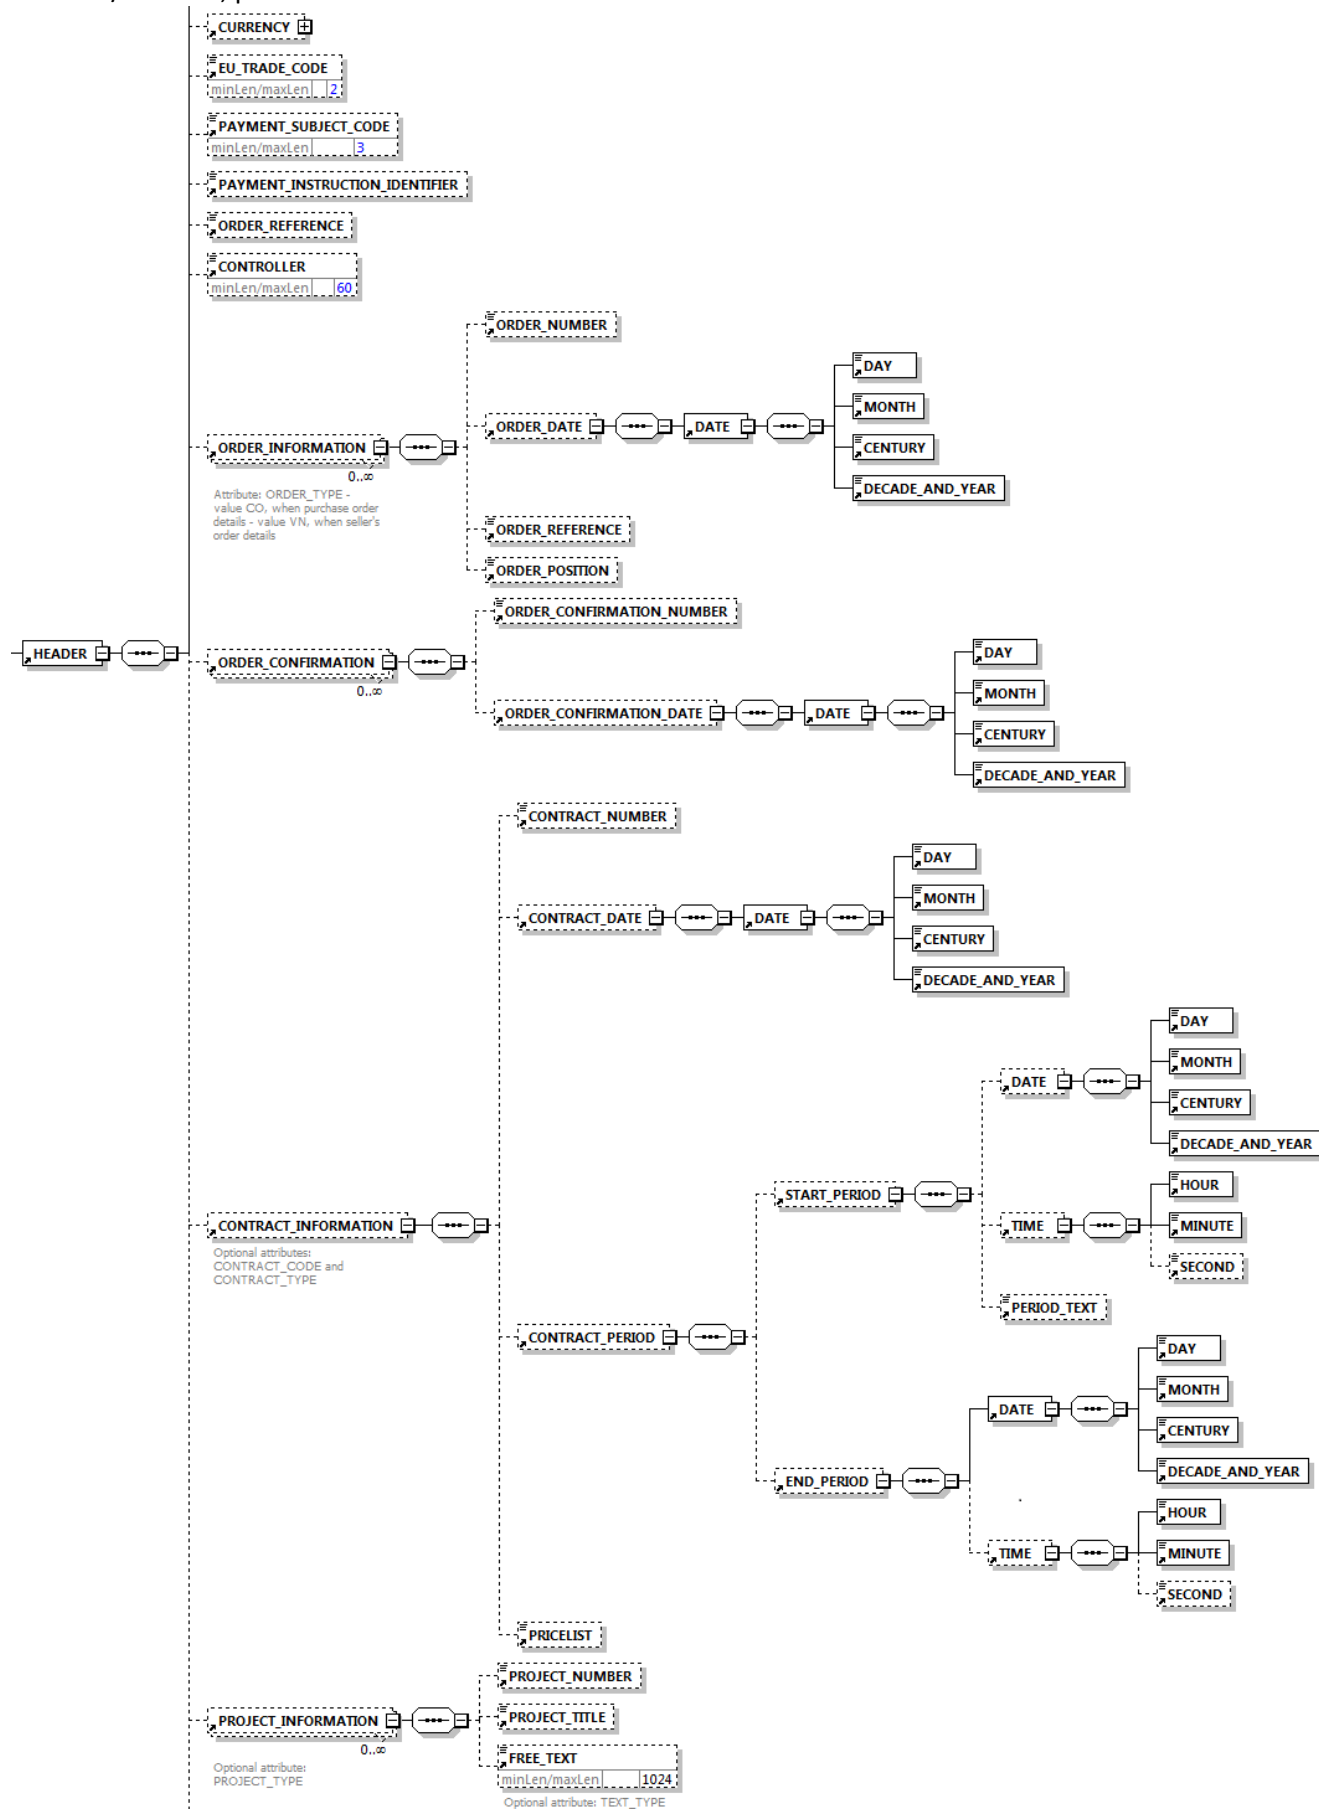 CURRENCY
EU_TRADE_CODE
minLen/maxLen 2
PAYMENT_SUBJECT_CODE
minLen/maxLen 3
PAYMENT_INSTRUCTION_IDENTIFIER
ORDER_REFERENCE
CONTROLLER
minLen/maxLen 60
ORDER_NUMBER
DAY
MONTH
ORDER_DATE
DATE
ORDER_INFORMATION
CENTURY
0..∞
DECADE_AND_YEAR
Attribute: ORDER_TYPE -
value CO, when purchase order
details - value VN, when seller's
order details
ORDER_REFERENCE
ORDER_POSITION
ORDER_CONFIRMATION_NUMBER
HEADER
ORDER_CONFIRMATION
0..∞
DAY
MONTH
ORDER_CONFIRMATION_DATE
DATE
CENTURY
DECADE_AND_YEAR
CONTRACT_NUMBER
DAY
MONTH
CONTRACT_DATE
DATE
CENTURY
DECADE_AND_YEAR
DAY
MONTH
DATE
CENTURY
DECADE_AND_YEAR
START_PERIOD
HOUR
CONTRACT_INFORMATION
TIME
MINUTE
Optional attributes:
CONTRACT_CODE and
CONTRACT_TYPE
SECOND
PERIOD_TEXT
CONTRACT_PERIOD
DAY
MONTH
DATE
CENTURY
DECADE_AND_YEAR
END_PERIOD
HOUR
TIME
MINUTE
SECOND
PRICELIST
PROJECT_NUMBER
PROJECT_INFORMATION
PROJECT_TITLE
0..∞
FREE_TEXT
minLen/maxLen 1024
Optional attribute:
PROJECT_TYPE
Optional attribute: TEXT_TYPE